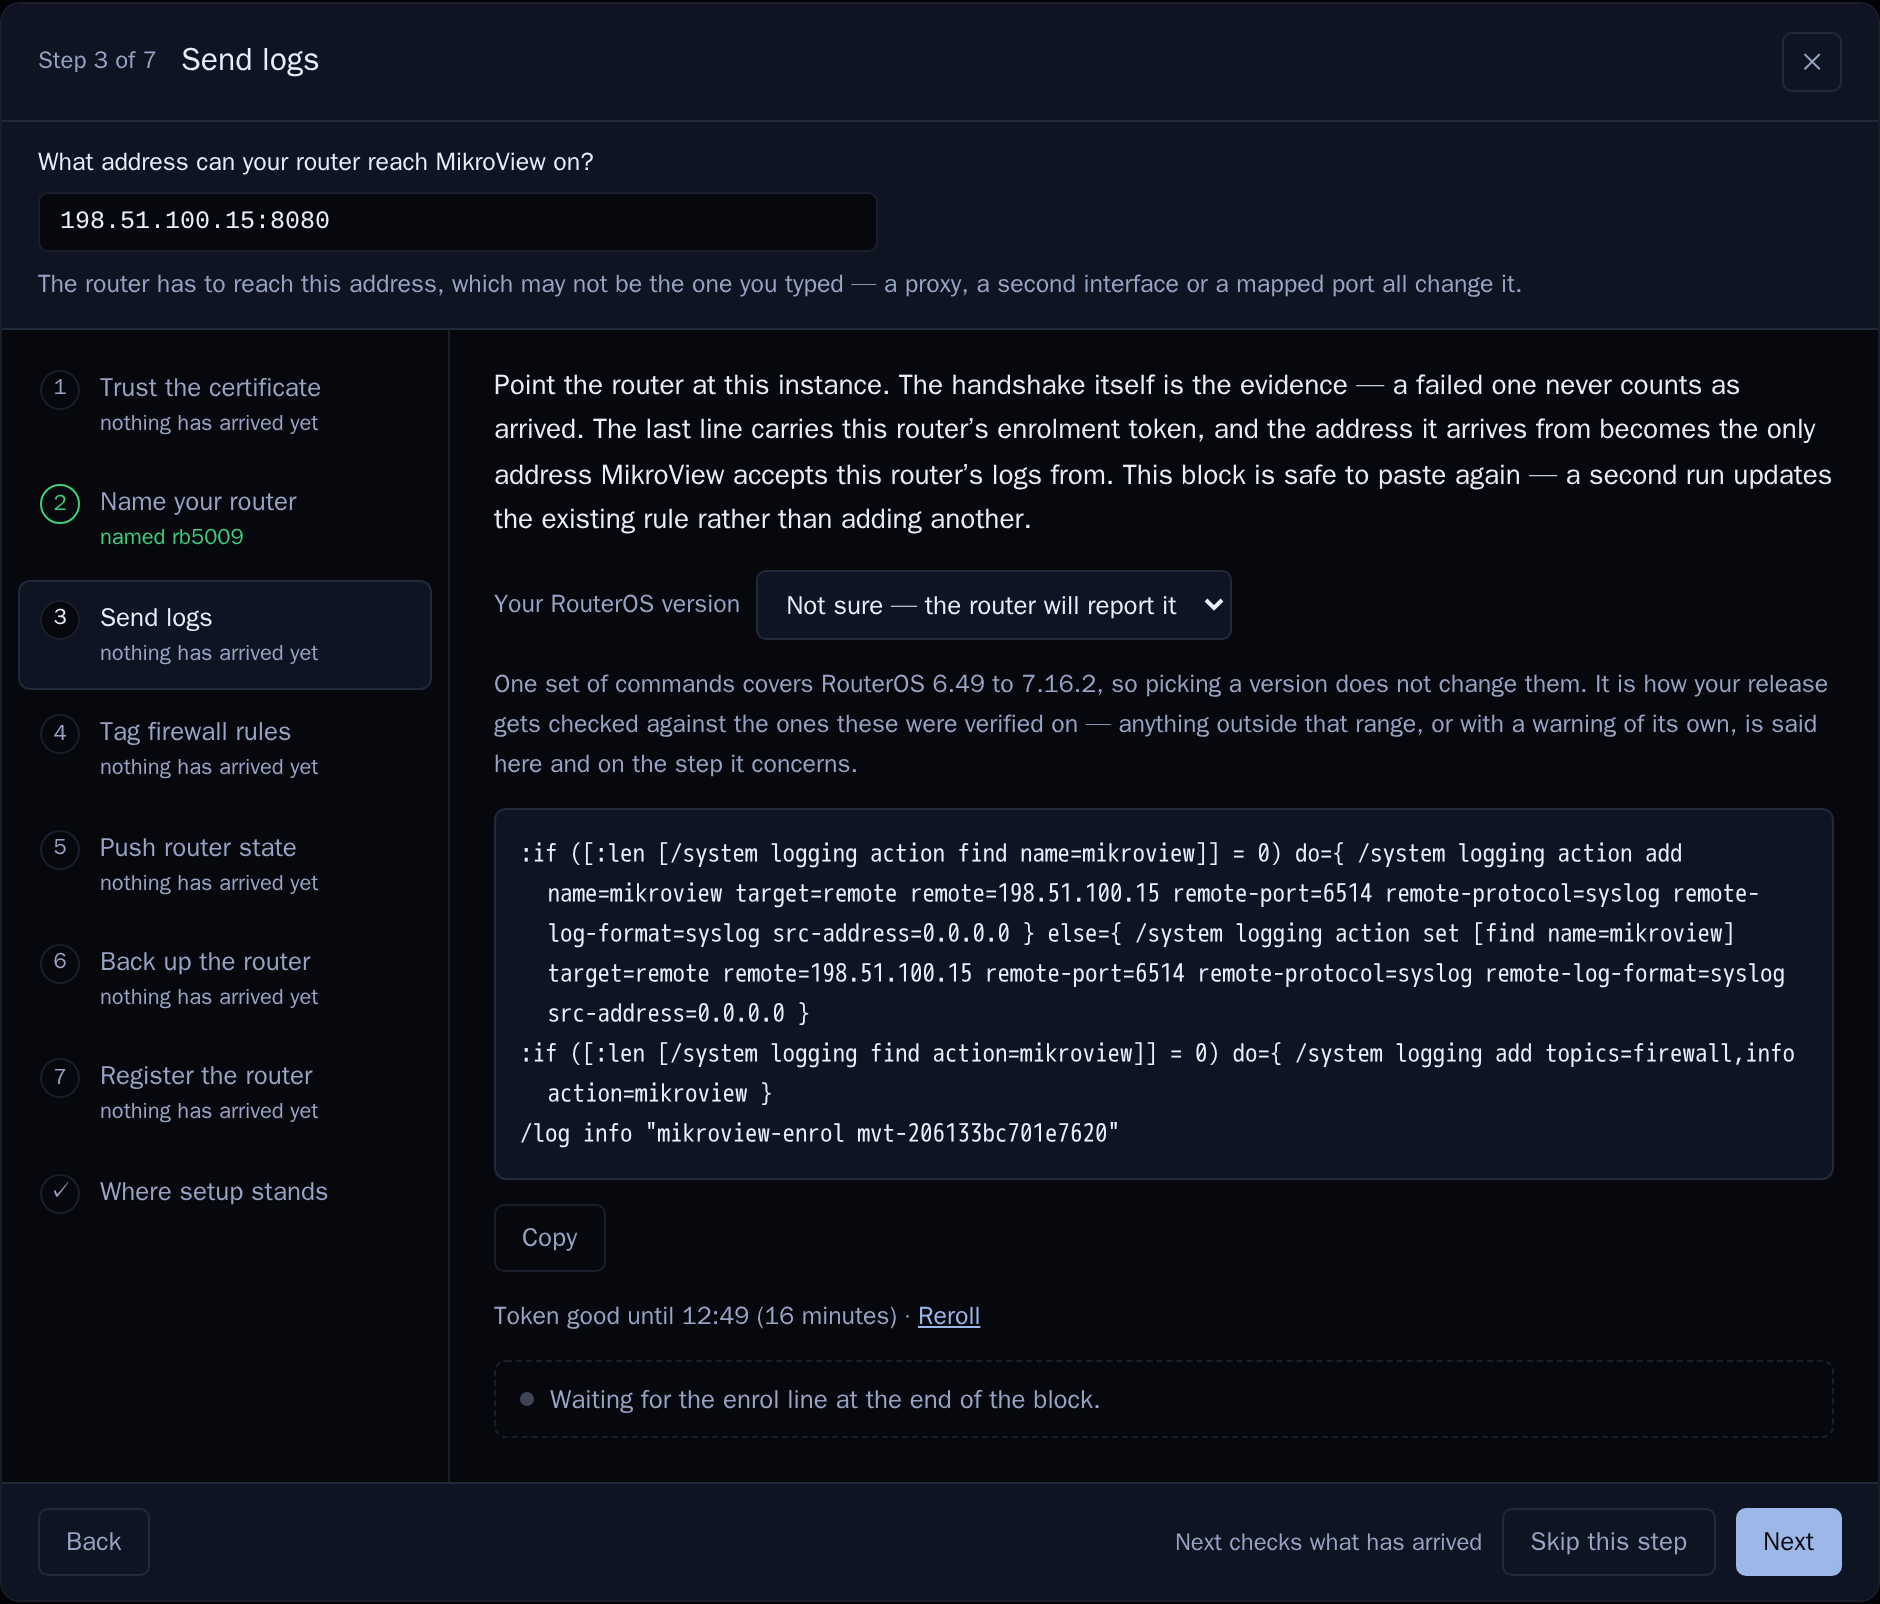 Step 3 of 7 Send logs
What address can your router reach MikroView on?
198.51.100.15:8080
The router has to reach this address, which may not be the one you typed — a proxy, a second interface or a mapped port all change it.
1 Trust the certificate
nothing has arrived yet
2 Name your router
named rb5009
3 Send logs
nothing has arrived yet
4 Tag firewall rules
nothing has arrived yet
5 Push router state
nothing has arrived yet
6 Back up the router
nothing has arrived yet
7 Register the router
nothing has arrived yet
✓ Where setup stands
Point the router at this instance. The handshake itself is the evidence — a failed one never counts as
arrived. The last line carries this router’s enrolment token, and the address it arrives from becomes the only
address MikroView accepts this router’s logs from. This block is safe to paste again — a second run updates
the existing rule rather than adding another.
Your RouterOS version Not sure — the router will report it
One set of commands covers RouterOS 6.49 to 7.16.2, so picking a version does not change them. It is how your release
gets checked against the ones these were verified on — anything outside that range, or with a warning of its own, is said
here and on the step it concerns.
:if ([:len [/system logging action find name=mikroview]] = 0) do={ /system logging action add
name=mikroview target=remote remote=198.51.100.15 remote-port=6514 remote-protocol=syslog remote-
log-format=syslog src-address=0.0.0.0 } else={ /system logging action set [find name=mikroview]
target=remote remote=198.51.100.15 remote-port=6514 remote-protocol=syslog remote-log-format=syslog
src-address=0.0.0.0 }
:if ([:len [/system logging find action=mikroview]] = 0) do={ /system logging add topics=firewall,info
action=mikroview }
/log info "mikroview-enrol mvt-206133bc701e7620"
Copy
Token good until 12:49 (16 minutes) · Reroll
Waiting for the enrol line at the end of the block.
Back
Next checks what has arrived
Skip this step
Next